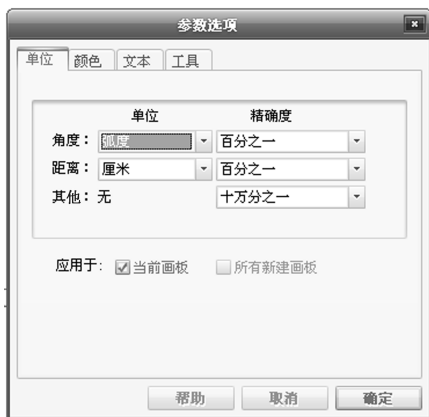 参数选项
单位 颜色 文本 工具
单位 精确度
角度： 弧度 百分之一
距离： 厘米 百分之一
其他： 无 十万分之一
应用于： 当前画板 所有新建画板
帮助 取消 确定